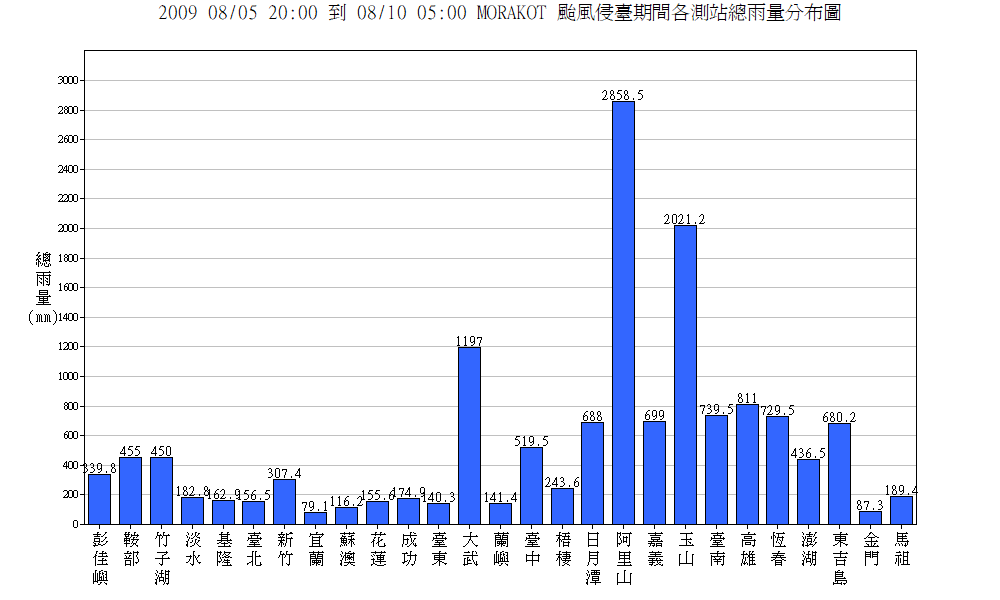 2009 08/05 20:00 到 08/10 05:00 MORAKOT 颱風侵臺期間各測站總雨量分布圖
總雨量(mm)
3000
2800
2600
2400
2200
2000
1800
1600
1400
1200
1000
800
600
400
200
0
339.8
455
450
182.8
162.9
156.5
307.4
79.1
116.2
155.6
174.9
140.3
1197
141.4
519.5
243.6
688
2858.5
699
2021.2
739.5
811
729.5
436.5
680.2
87.3
189.4
彭佳嶼
鞍部
竹子湖
淡水
基隆
臺北
新竹
宜蘭
蘇澳
花蓮
成功
臺東
大武
蘭嶼
臺中
梧棲
日月潭
阿里山
嘉義
玉山
臺南
高雄
恆春
澎湖
東吉島
金門
馬祖